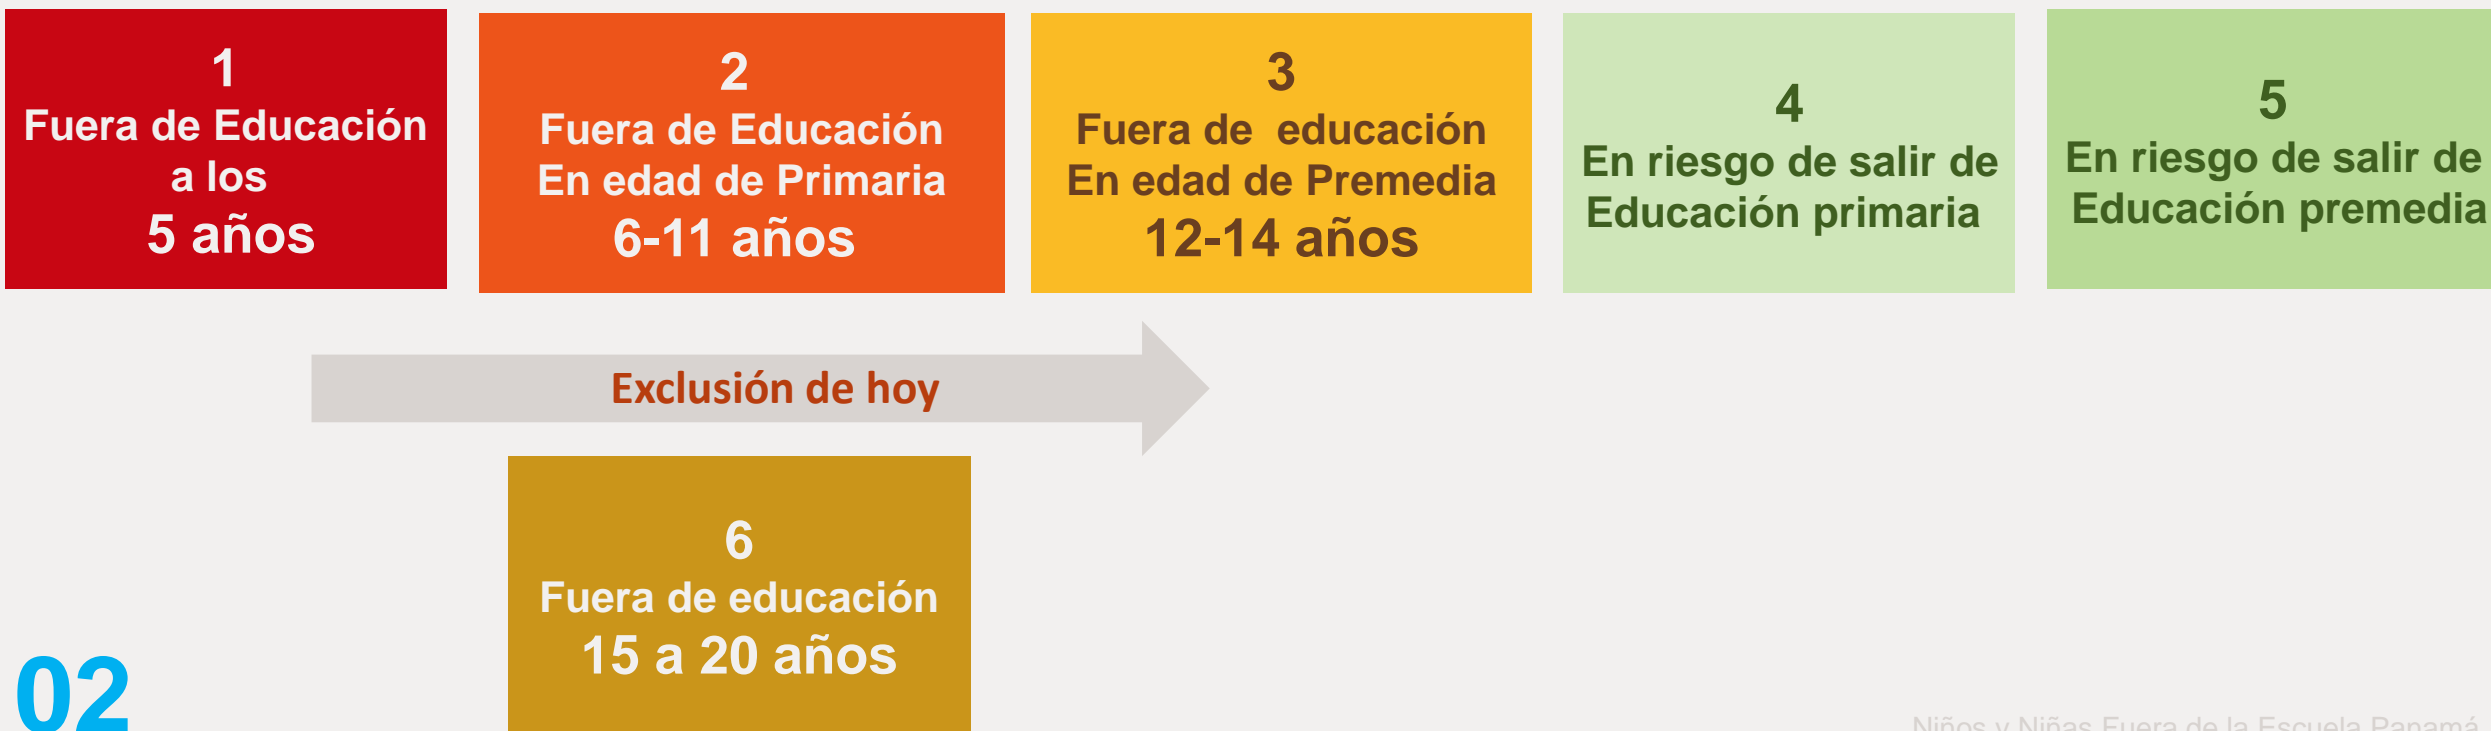 1
Fuera de Educación
a los
5 años
2
Fuera de Educación
En edad de Primaria
6-11 años
3
Fuera de educación
En edad de Premedia
12-14 años
4
En riesgo de salir de
Educación primaria
5
En riesgo de salir de
Educación premedia
Exclusión de hoy
6
Fuera de educación
15 a 20 años
02
Niños y Niñas Fuera de la Escuela Panamá